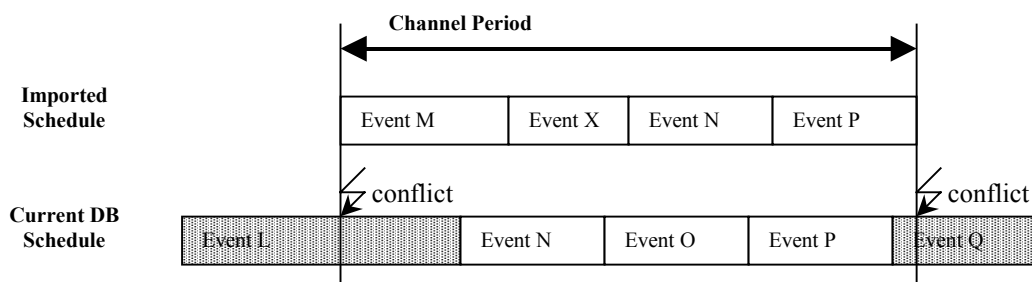 Channel Period
Imported
Schedule
Event M
Event X
Event N
Event P
conflict
conflict
Current DB
Schedule
Event L
Event N
Event O
Event P
Event Q